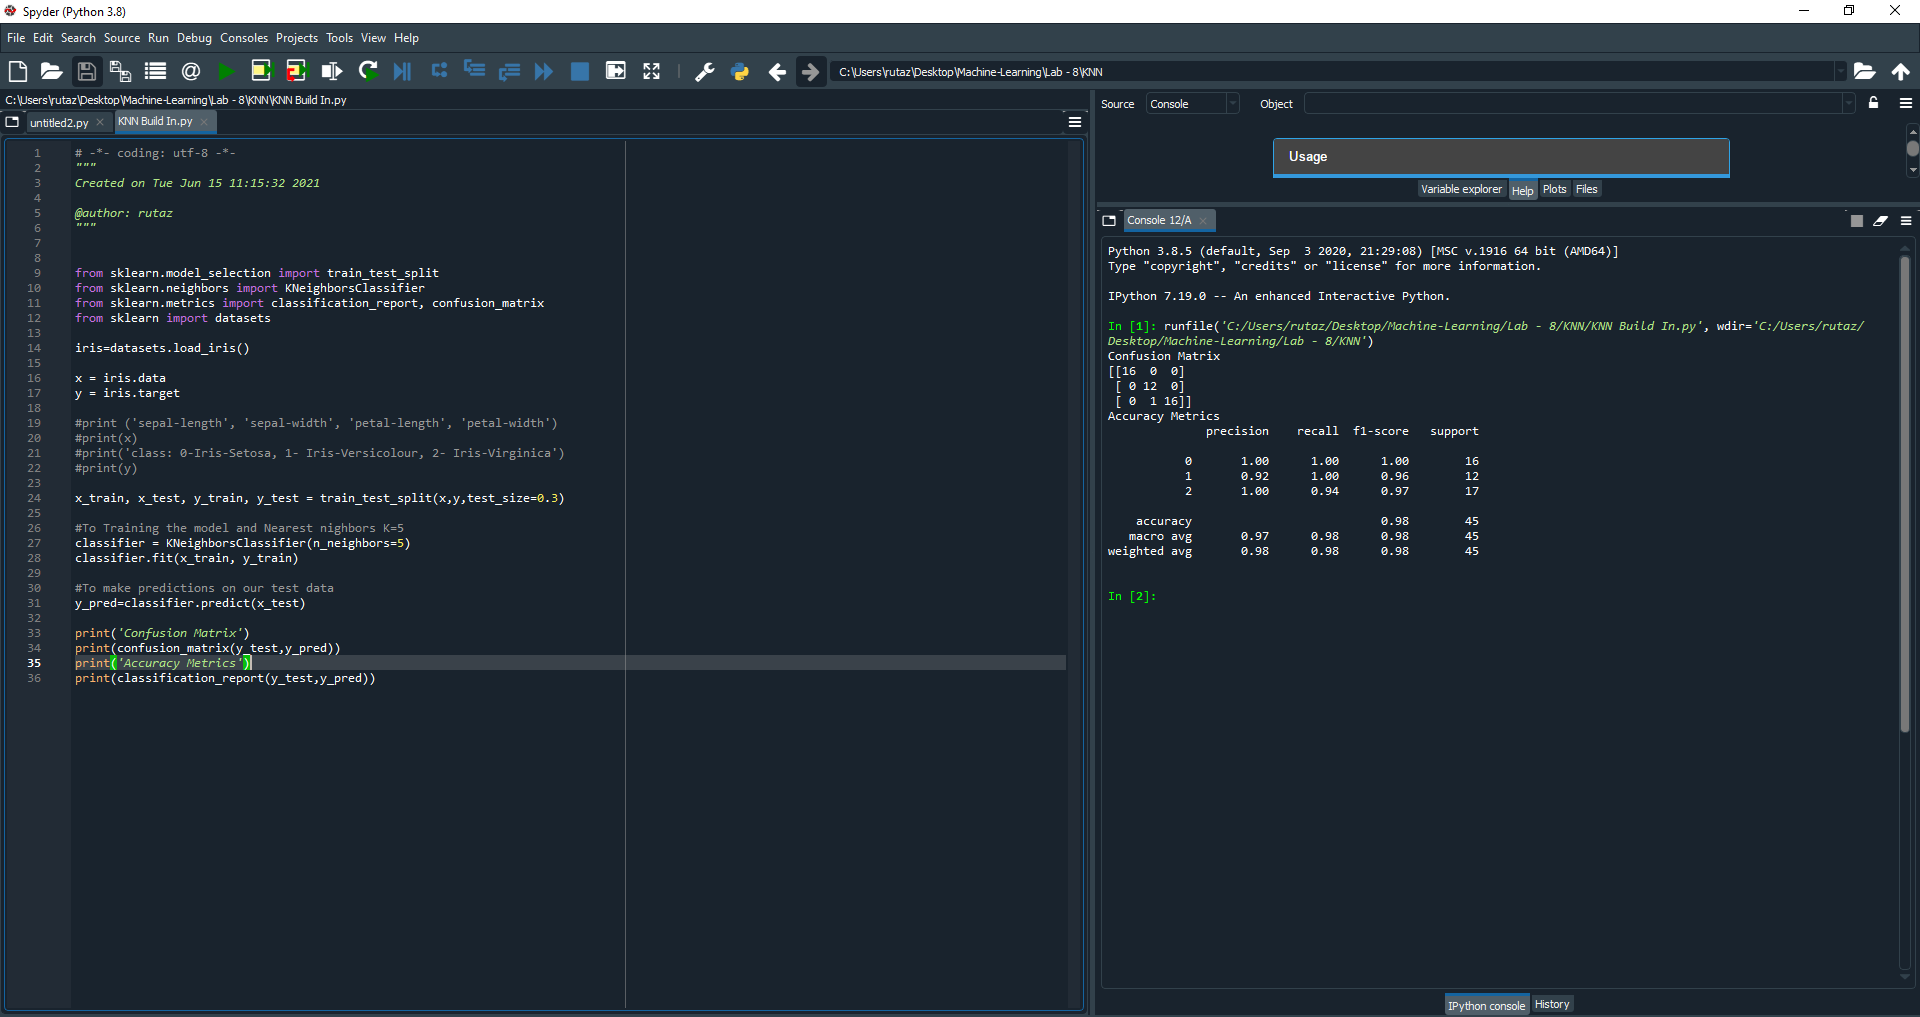 Spyder (Python 3.8)
File Edit Search Source Run Debug Consoles Projects Tools View Help
C:\Users\rutaz\Desktop\Machine-Learning\Lab - 8\KNN
C:\Users\rutaz\Desktop\Machine-Learning\Lab - 8\KNN\KNN Build In.py
untitled2.py
KNN Build In.py
1 # -*- coding: utf-8 -*-
2 """
3 Created on Tue Jun 15 11:15:32 2021
4
5 @author: rutaz
6 """
7
8
9 from sklearn.model_selection import train_test_split
10 from sklearn.neighbors import KNeighborsClassifier
11 from sklearn.metrics import classification_report, confusion_matrix
12 from sklearn import datasets
13
14 iris=datasets.load_iris()
15
16 x = iris.data
17 y = iris.target
18
19 #print ('sepal-length', 'sepal-width', 'petal-length', 'petal-width')
20 #print(x)
21 #print('class: 0-Iris-Setosa, 1- Iris-Versicolour, 2- Iris-Virginica')
22 #print(y)
23
24 x_train, x_test, y_train, y_test = train_test_split(x,y,test_size=0.3)
25
26 #To Training the model and Nearest nighbors K=5
27 classifier = KNeighborsClassifier(n_neighbors=5)
28 classifier.fit(x_train, y_train)
29
30 #To make predictions on our test data
31 y_pred=classifier.predict(x_test)
32
33 print('Confusion Matrix')
34 print(confusion_matrix(y_test,y_pred))
35 print('Accuracy Metrics')
36 print(classification_report(y_test,y_pred))
Source Console Object
Usage
Variable explorer Help Plots Files
Console 12/A
Python 3.8.5 (default, Sep  3 2020, 21:29:08) [MSC v.1916 64 bit (AMD64)]
Type "copyright", "credits" or "license" for more information.
IPython 7.19.0 -- An enhanced Interactive Python.
In [1]: runfile('C:/Users/rutaz/Desktop/Machine-Learning/Lab - 8/KNN/KNN Build In.py', wdir='C:/Users/rutaz/
Desktop/Machine-Learning/Lab - 8/KNN')
Confusion Matrix
[[16  0  0]
[ 0 12  0]
[ 0  1 16]]
Accuracy Metrics
precision recall f1-score support
0 1.00 1.00 1.00 16
1 0.92 1.00 0.96 12
2 1.00 0.94 0.97 17
accuracy 0.98 45
macro avg 0.97 0.98 0.98 45
weighted avg 0.98 0.98 0.98 45
In [2]:
IPython console History